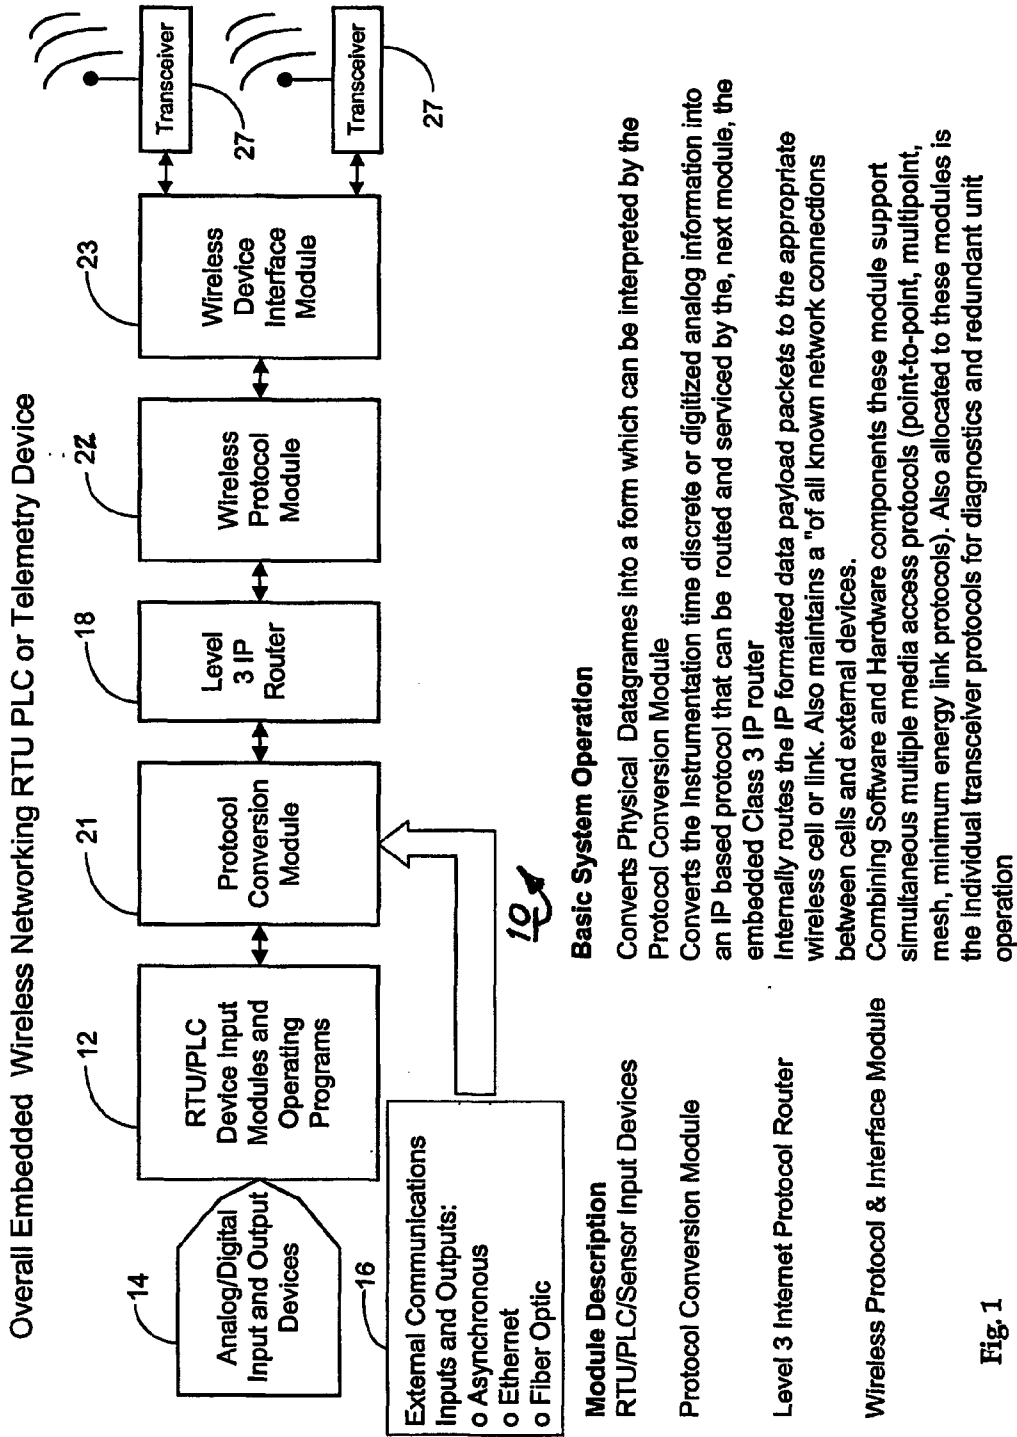 Overall Embedded Wireless Networking RTU PLC or Telemetry Device
14
Analog/Digital
Input and Output
Devices
12
RTU/PLC
Device Input
Modules and
Operating
Programs
21
Protocol
Conversion
Module
18
Level
3 IP
Router
22
Wireless
Protocol
Module
23
Wireless
Device
Interface
Module
Transceiver
27
Transceiver
27
16
External Communications
Inputs and Outputs:
o Asynchronous
o Ethernet
o Fiber Optic
10
Module Description
Basic System Operation
RTU/PLC/Sensor Input Devices
Converts Physical Datagrames into a form which can be interpreted by the
Protocol Conversion Module
Protocol Conversion Module
Converts the Instrumentation time discrete or digitized analog information into
an IP based protocol that can be routed and serviced by the, next module, the
embedded Class 3 IP router
Level 3 Internet Protocol Router
Internally routes the IP formatted data payload packets to the appropriate
wireless cell or link. Also maintains a "of all known network connections
between cells and external devices.
Wireless Protocol & Interface Module
Combining Software and Hardware components these module support
simultaneous multiple media access protocols (point-to-point, multipoint,
mesh, minimum energy link protocols). Also allocated to these modules is
the Individual transceiver protocols for diagnostics and redundant unit
operation
Fig. 1